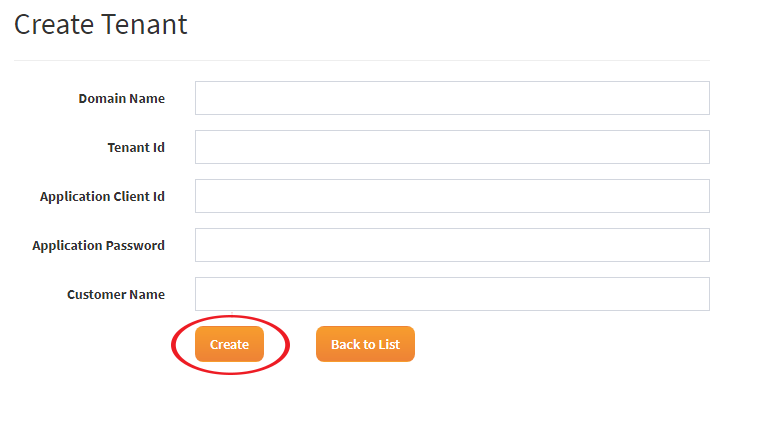 Create Tenant
Domain Name
Tenant Id
Application Client Id
Application Password
Customer Name
Create
Back to List